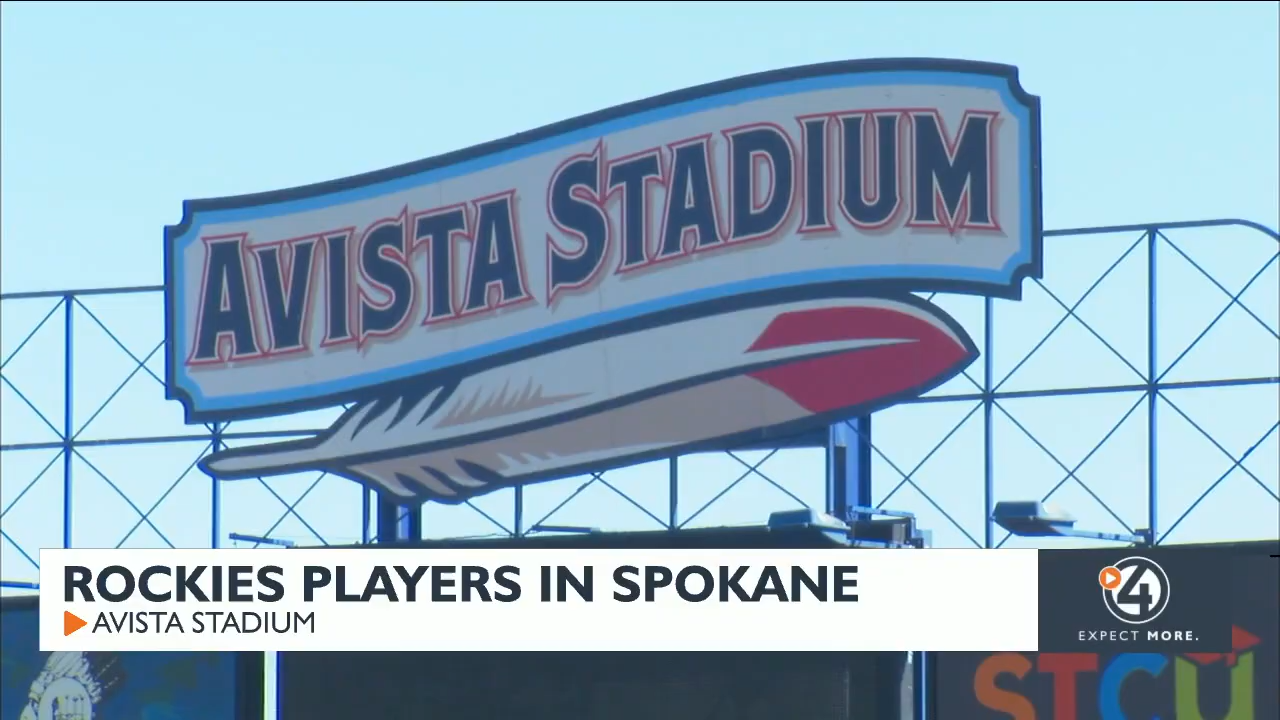 AVISTA STADIUM
ROCKIES PLAYERS IN SPOKANE
AVISTA STADIUM
4
EXPECT MORE.
STCU